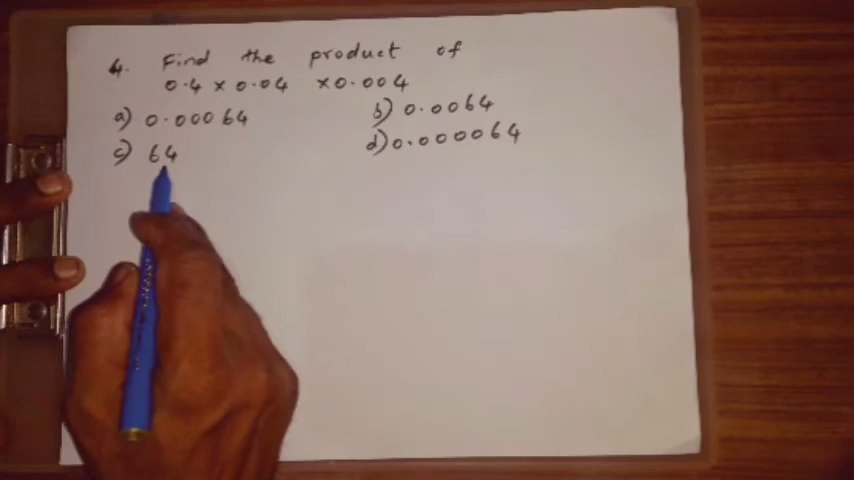 4. Find the product of
0.4 × 0.04 × 0.004
a) 0.00064 b) 0.0064
c) 64 d) 0.000064